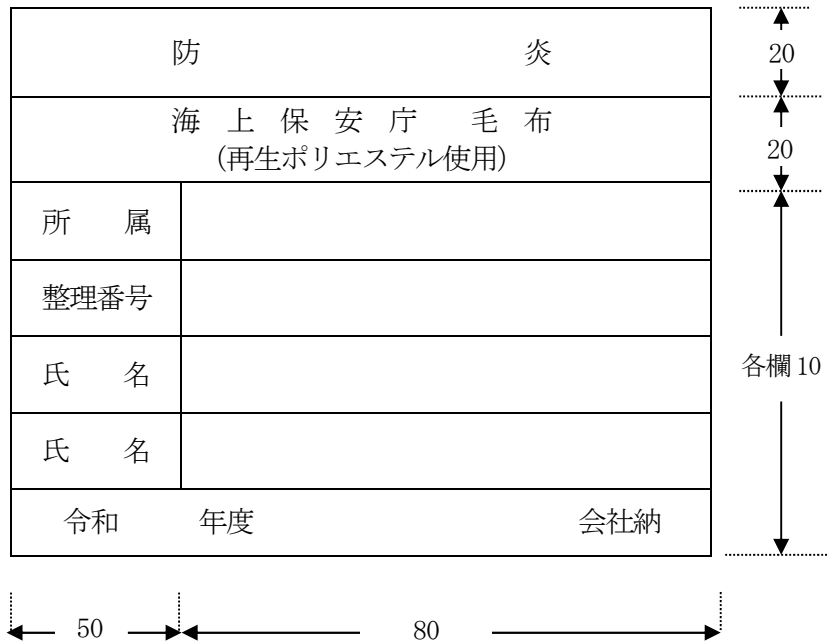 防　　　　　　　炎
20
海 上 保 安 庁　毛 布
(再生ポリエステル使用)
20
所　　属
整理番号
氏　　名
各欄10
氏　　名
令和　　　年度　　　　　　　　　　　　会社納
50
80